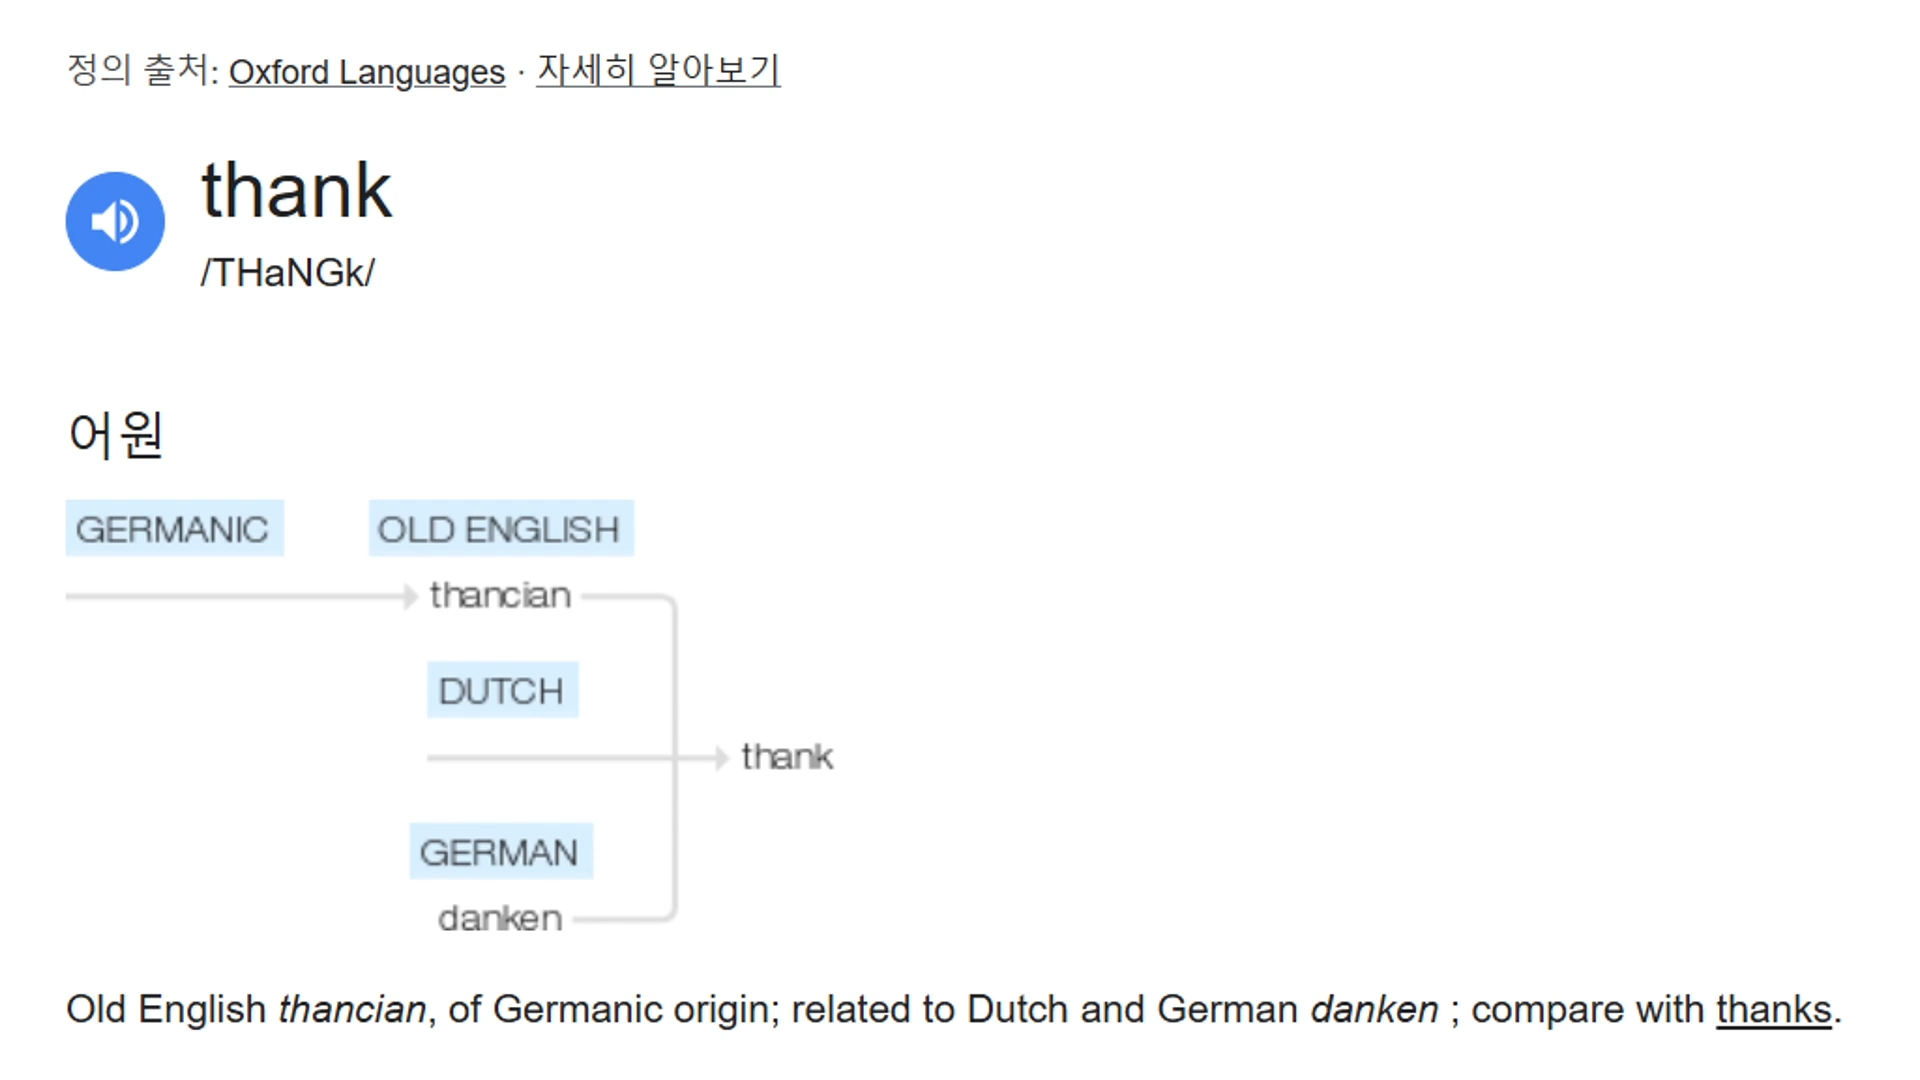 정의 출처: Oxford Languages · 자세히 알아보기
thank
/THaNGk/
어원
GERMANIC OLD ENGLISH
thancian
DUTCH
thank
GERMAN
danken
Old English thancian, of Germanic origin; related to Dutch and German danken ; compare with thanks.